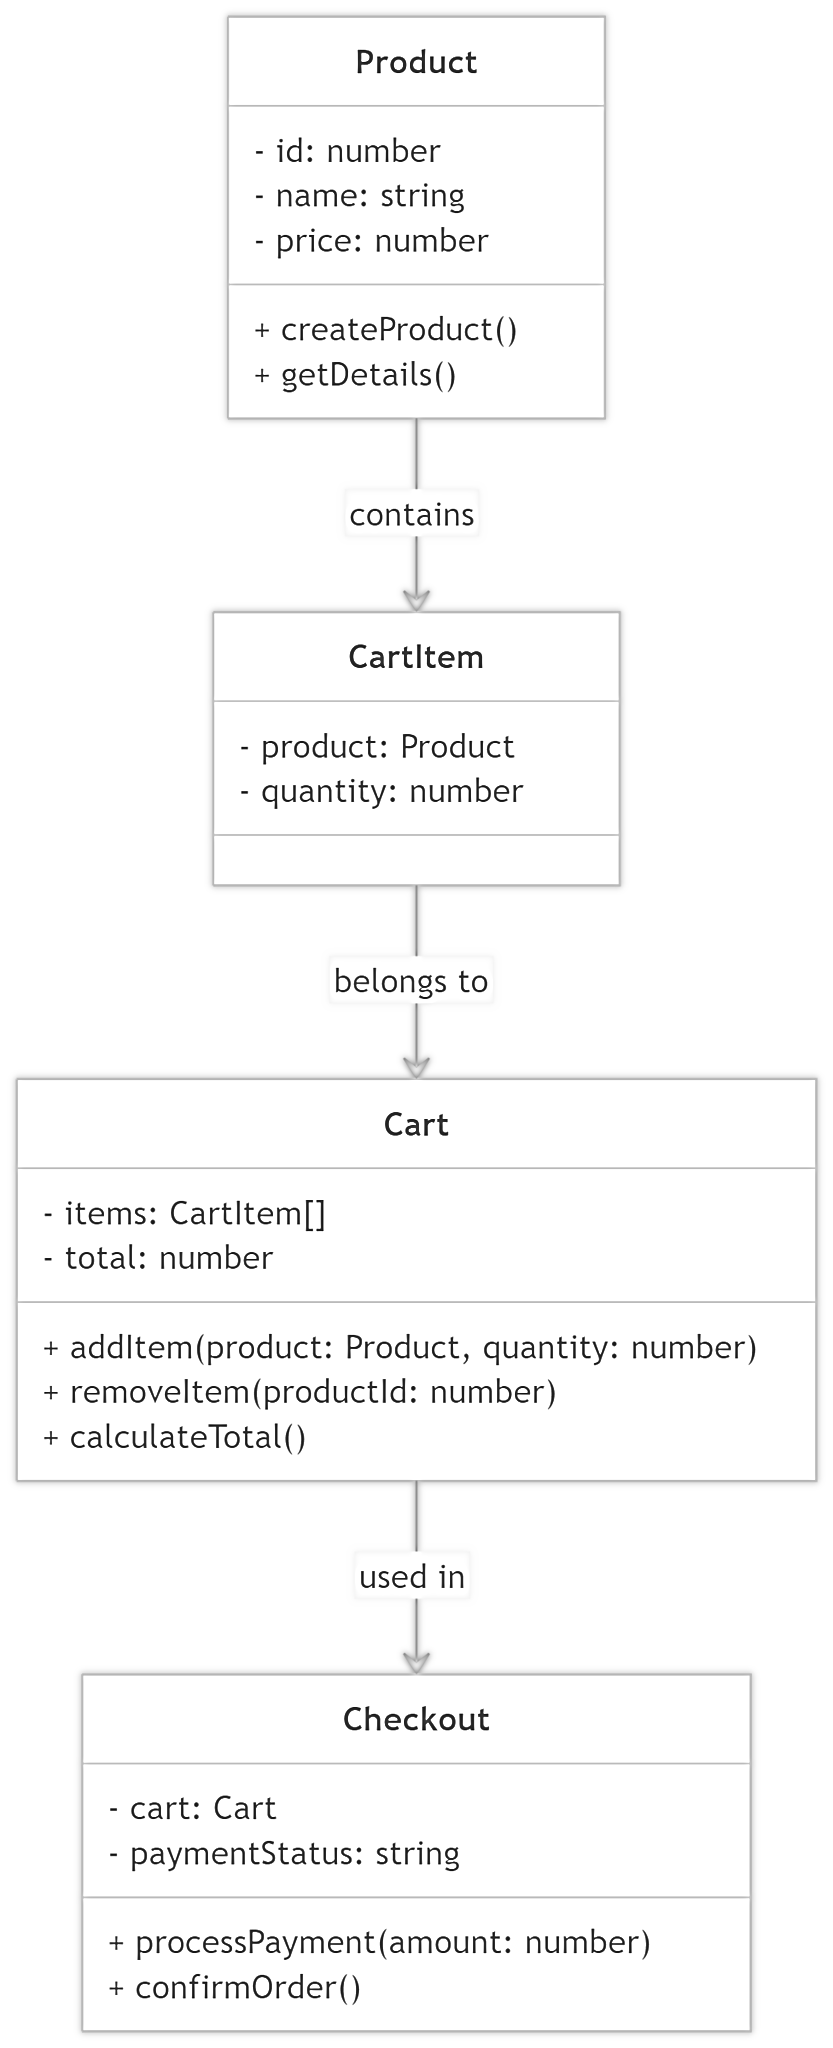 Product
- id: number
- name: string
- price: number
+ createProduct()
+ getDetails()
contains
CartItem
- product: Product
- quantity: number
belongs to
Cart
- items: CartItem[]
- total: number
+ addItem(product: Product, quantity: number)
+ removeItem(productId: number)
+ calculateTotal()
used in
Checkout
- cart: Cart
- paymentStatus: string
+ processPayment(amount: number)
+ confirmOrder()